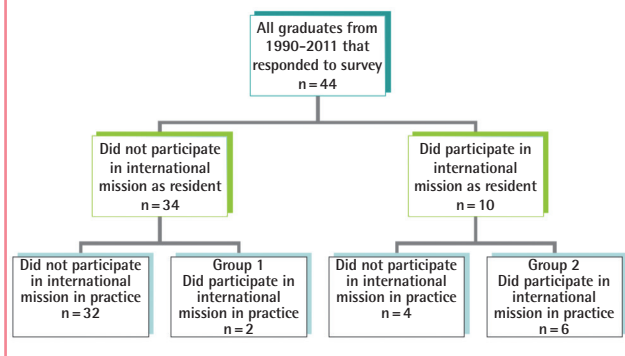 All graduates from
1990-2011 that
responded to survey
n=44
Did not participate
in international
mission as resident
n=34
Did participate in
international
mission as resident
n=10
Did not participate
in international
mission in practice
n=32
Group 1
Did participate in
international
mission in practice
n=2
Did not participate
in international
mission in practice
n=4
Group 2
Did participate in
international
mission in practice
n=6